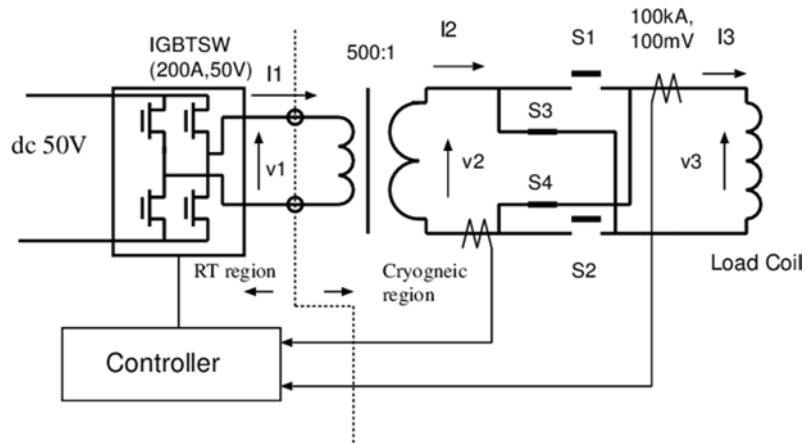 IGBTSW
(200A,50V)
I1
500:1
I2
S1
100kA,
100mV
I3
dc 50V
v1
v2
S3
S4
v3
S2
Load Coil
RT region
Cryogneic
region
Controller